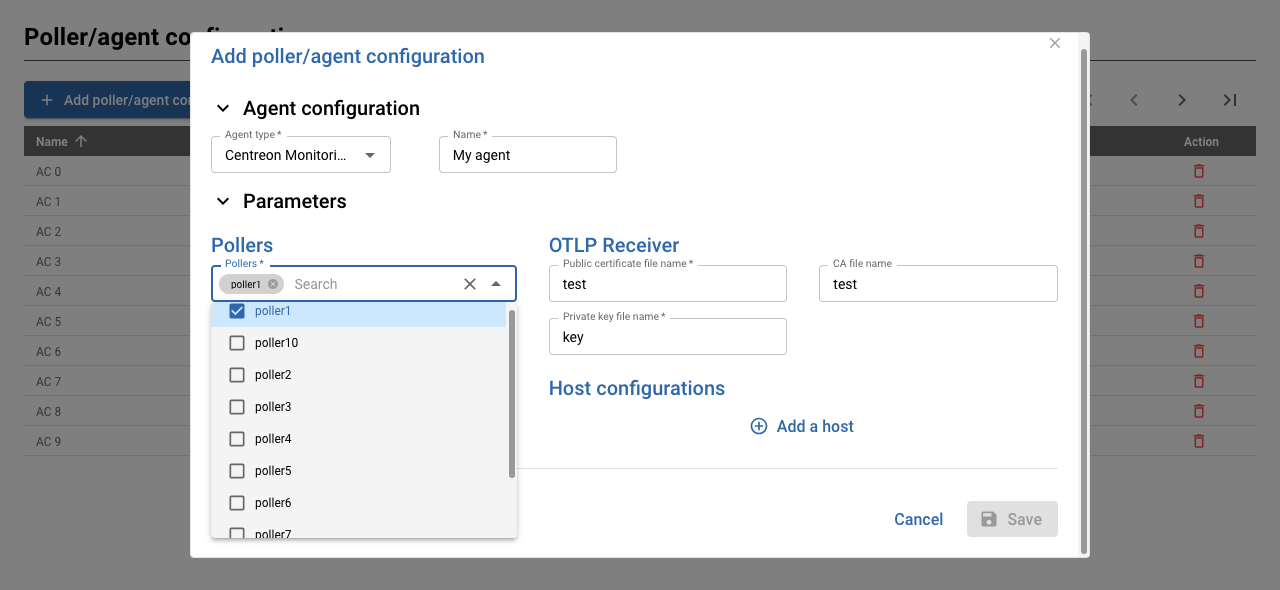 Poller/agent co
Add poller/agent configuration
Add poller/agent co
Name
Action
AC 0
AC 1
AC 2
AC 3
AC 4
AC 5
AC 6
AC 7
AC 8
AC 9
Agent configuration
Agent type *
Centreon Monitori...
Name *
My agent
Parameters
Pollers
Pollers *
poller1
Search
poller1
poller10
poller2
poller3
poller4
poller5
poller6
poller7
OTLP Receiver
Public certificate file name *
test
CA file name
test
Private key file name *
key
Host configurations
Add a host
Cancel
Save